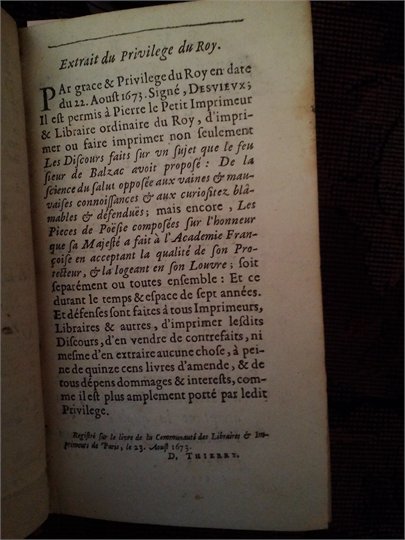 Extrait du Privilege du Roy.
PAr grace & Privilege du Roy en date
du 22. Aoust 1673. Signé, DESVIEVX;
Il est permis à Pierre le Petit Imprimeur
& Libraire ordinaire du Roy, d'impri-
mer ou faire imprimer non seulement
Les Discours faits sur vn sujet que le feu
sieur de Balzac avoit proposé: De la
science du salut opposée aux vaines & mau-
vaises connoissances & aux curiositez blâ-
mables & défenduës; mais encore, Les
Pieces de Poësie composées sur l'honneur
que sa Majesté a fait à l'Academie Fran-
çoise en acceptant la qualité de son Pro-
tecteur, & la logeant en son Louvre; soit
separément ou toutes ensemble: Et ce
durant le temps & espace de sept années.
Et défenses sont faites à tous Imprimeurs,
Libraires & autres, d'imprimer lesdits
Discours, d'en vendre de contrefaits, ni
mesme d'en extraire aucune chose, à pei-
ne de quinze cens livres d'amende, & de
tous dépens dommages & interests, com-
me il est plus amplement porté par ledit
Privilege.
Registré sur le livre de la Communauté des Libraires & Im-
primeurs de Paris, le 23. Aoust 1673.
D. THIERRY.